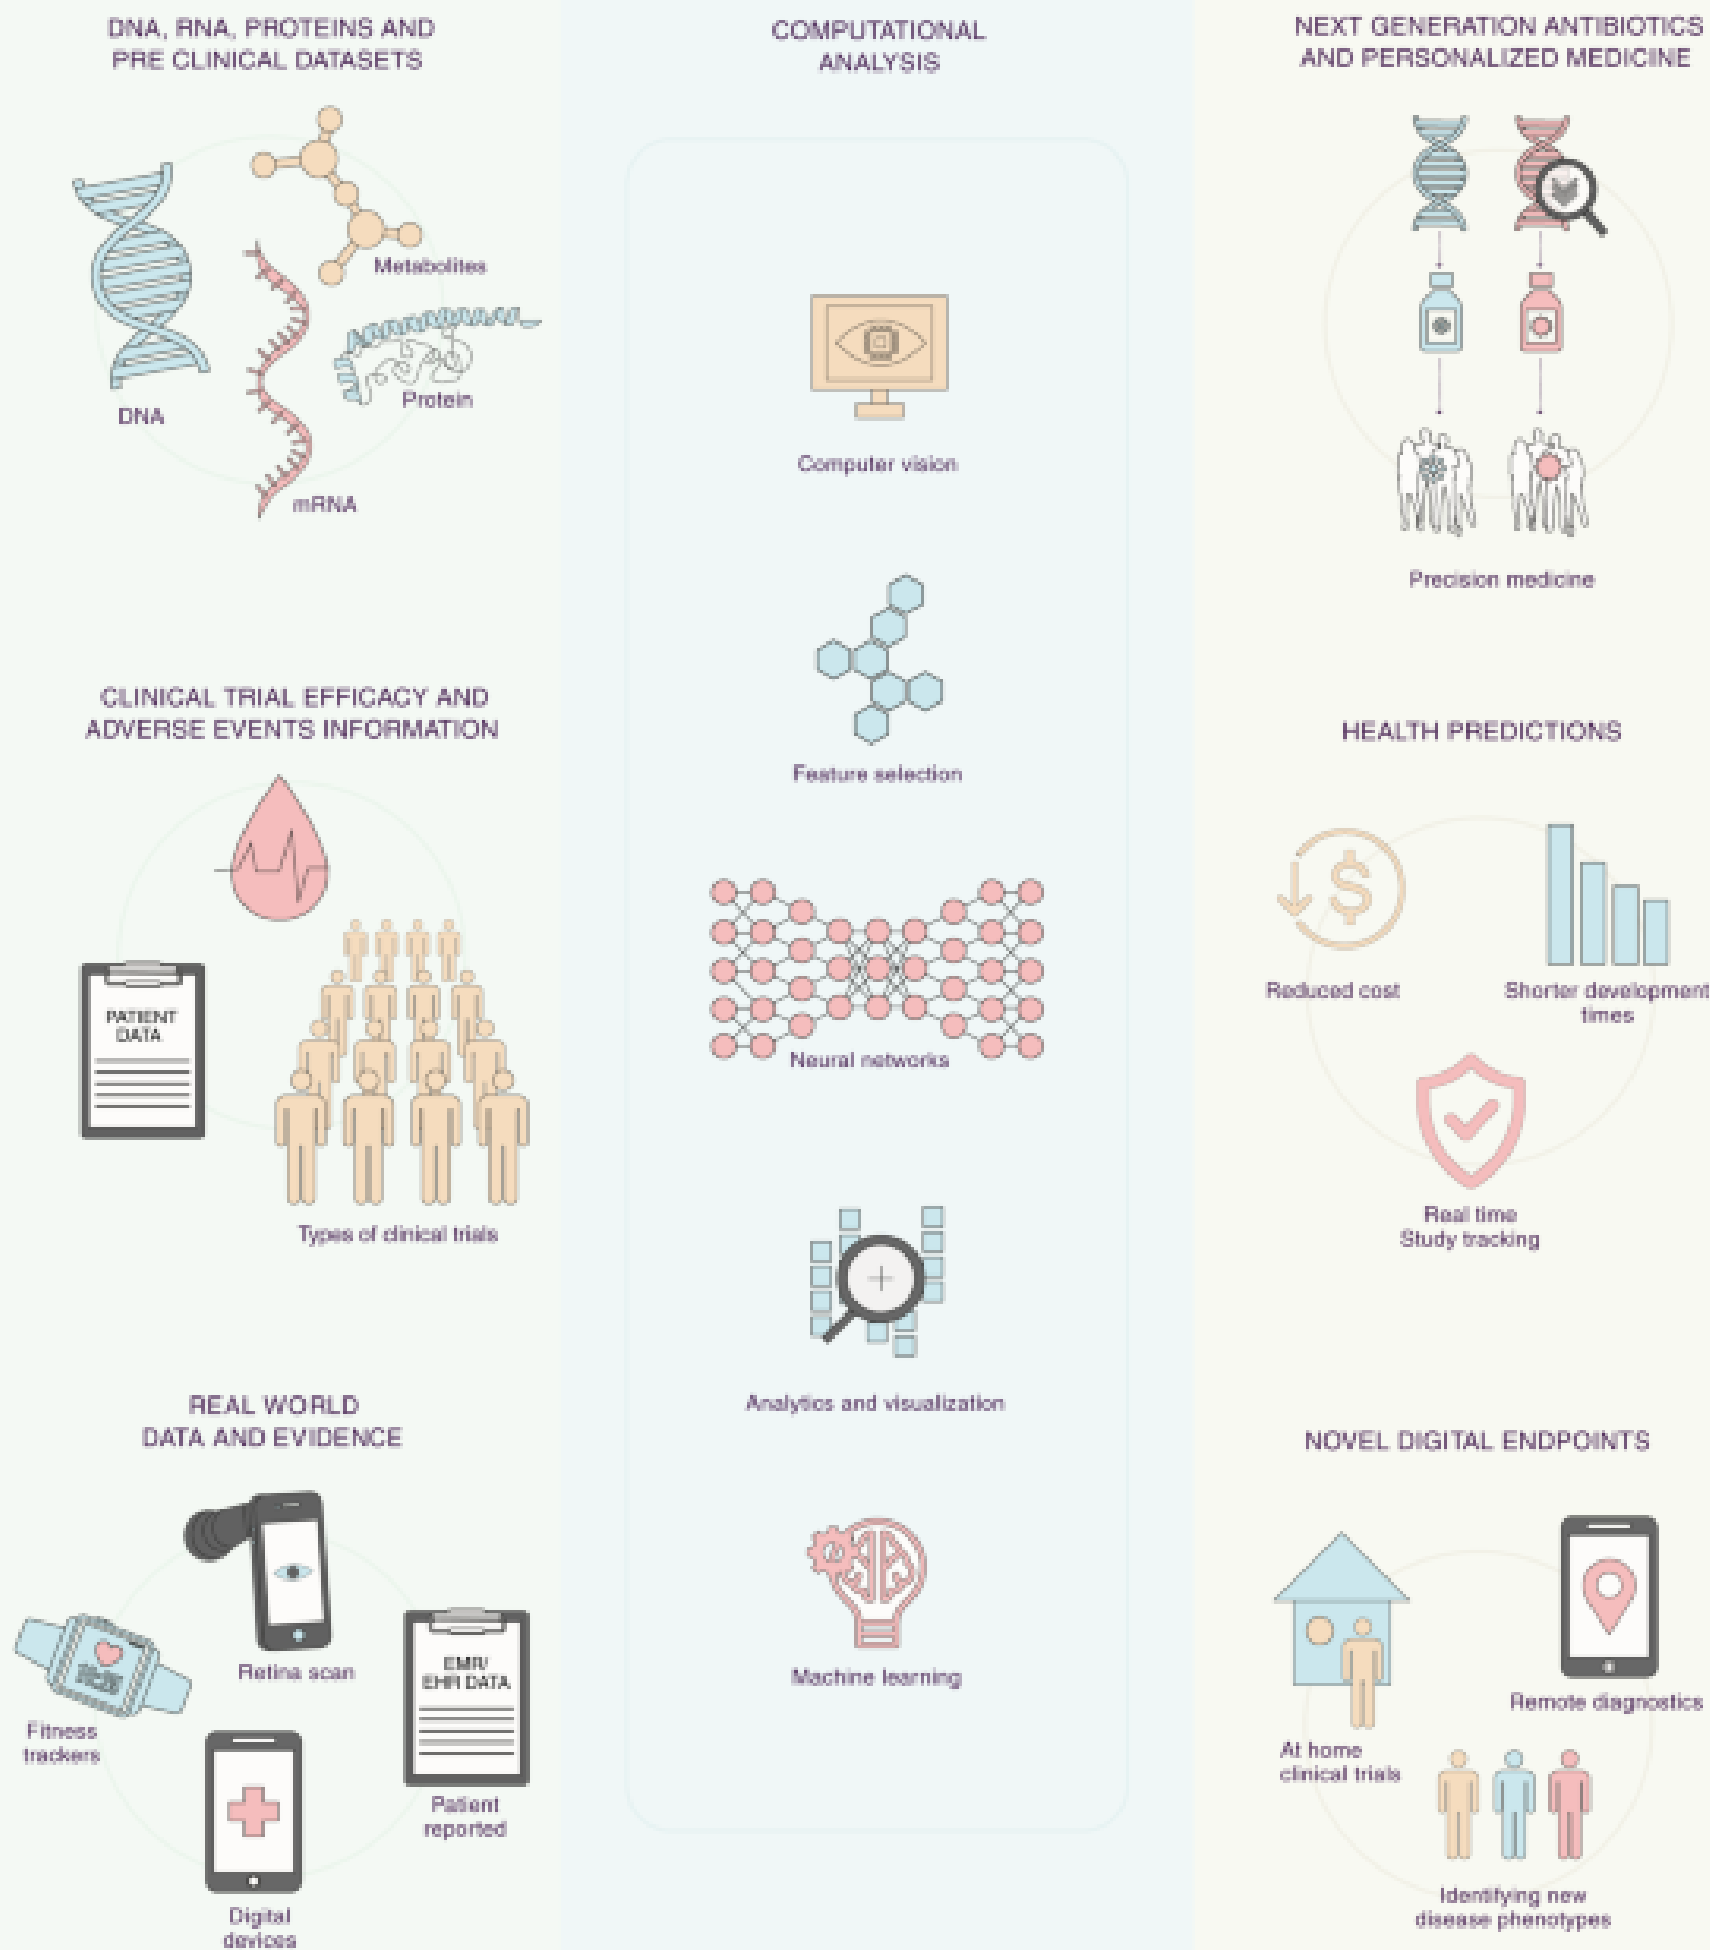 DNA, RNA, PROTEINS AND
PRE CLINICAL DATASETS
Metabolites
DNA
Protein
mRNA
CLINICAL TRIAL EFFICACY AND
ADVERSE EVENTS INFORMATION
PATIENT
DATA
Types of clinical trials
REAL WORLD
DATA AND EVIDENCE
Retina scan
EMR/
EHR DATA
Fitness
trackers
Patient
reported
Digital
devices
COMPUTATIONAL
ANALYSIS
Computer vision
Feature selection
Neural networks
Analytics and visualization
Machine learning
NEXT GENERATION ANTIBIOTICS
AND PERSONALIZED MEDICINE
Precision medicine
HEALTH PREDICTIONS
Reduced cost
Shorter development
times
Real time
Study tracking
NOVEL DIGITAL ENDPOINTS
Remote diagnostics
At home
clinical trials
Identifying new
disease phenotypes